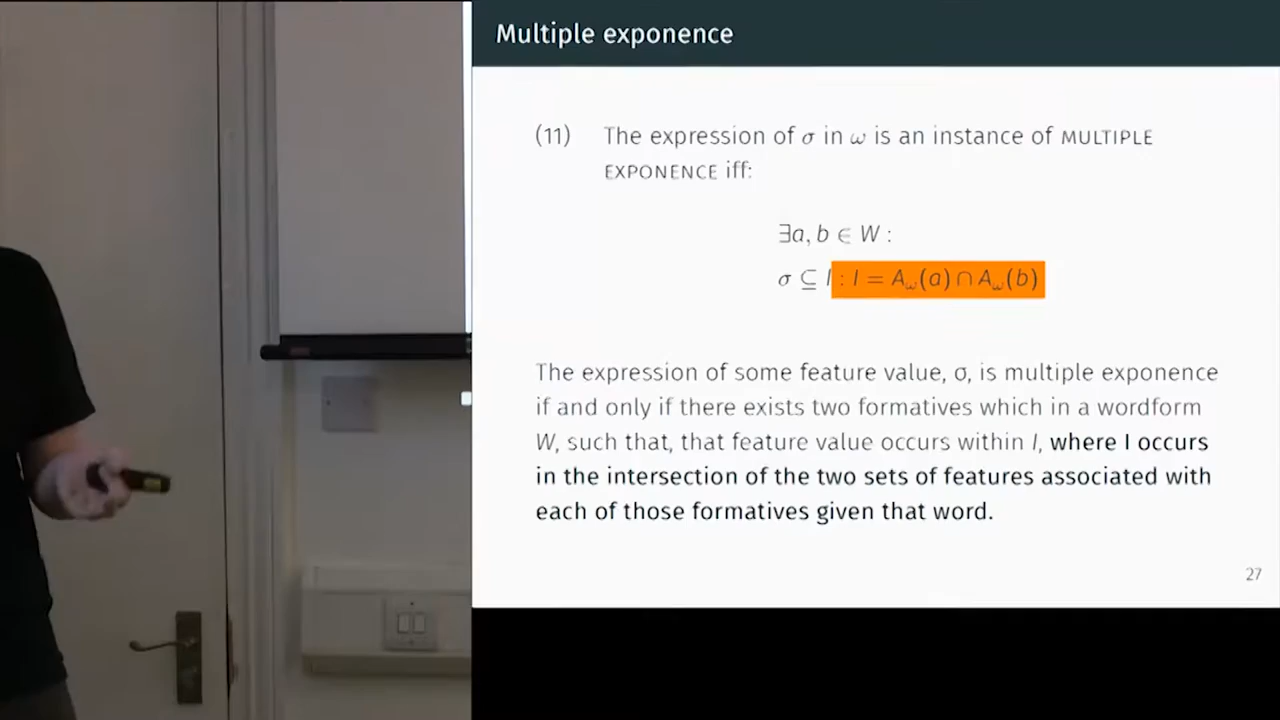 Multiple exponence
(11) The expression of σ in ω is an instance of MULTIPLE
EXPONENCE iff:
∃a, b ∈ W :
σ ⊆ I : I = Aω(a) ∩ Aω(b)
The expression of some feature value, σ, is multiple exponence
if and only if there exists two formatives which in a wordform
W, such that, that feature value occurs within I, where I occurs
in the intersection of the two sets of features associated with
each of those formatives given that word.
27